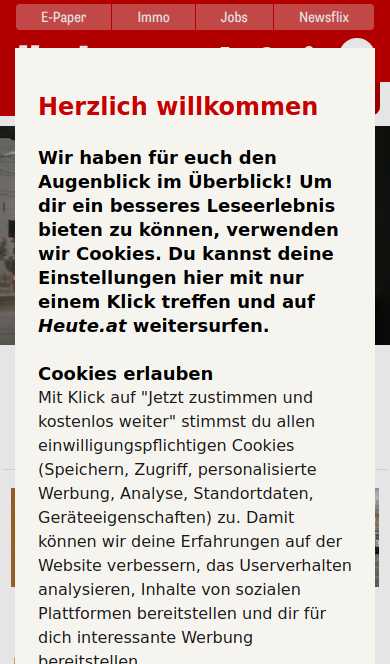 E-Paper
Immo
Jobs
Newsflix
Herzlich willkommen
Wir haben für euch den
Augenblick im Überblick! Um
dir ein besseres Leseerlebnis
bieten zu können, verwenden
wir Cookies. Du kannst deine
Einstellungen hier mit nur
einem Klick treffen und auf
Heute.at weitersurfen.
Cookies erlauben
Mit Klick auf "Jetzt zustimmen und
kostenlos weiter" stimmst du allen
einwilligungspflichtigen Cookies
(Speichern, Zugriff, personalisierte
Werbung, Analyse, Standortdaten,
Geräteeigenschaften) zu. Damit
können wir deine Erfahrungen auf der
Website verbessern, das Userverhalten
analysieren, Inhalte von sozialen
Plattformen bereitstellen und dir für
dich interessante Werbung
bereitstellen